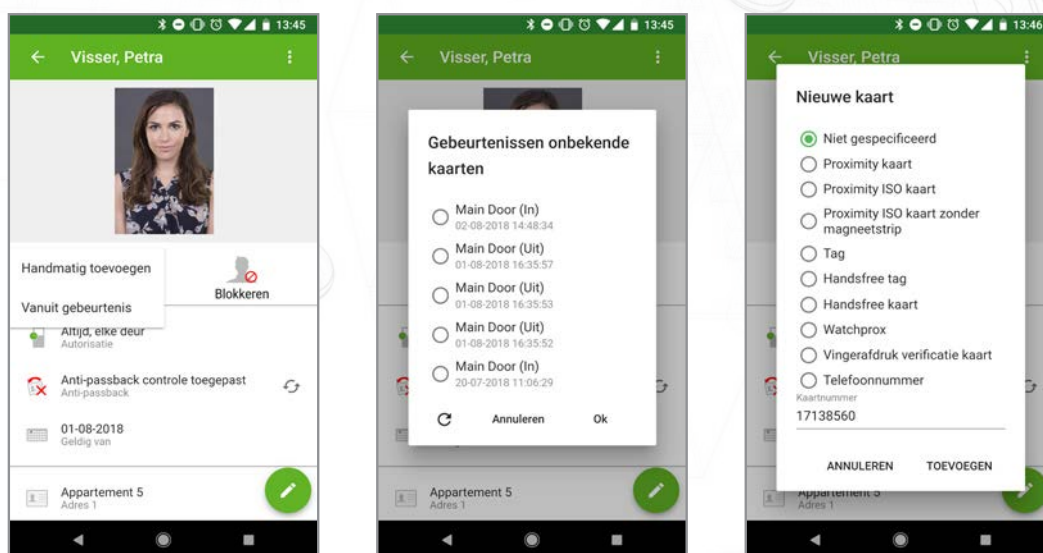 13:45
Visser, Petra
Handmatig toevoegen
Blokkeren
Vanuit gebeurtenis
Altijd, elke deur
Autorisatie
Anti-passback controle toegepast
Anti-passback
01-08-2018
Geldig van
Appartement 5
Adres 1
13:45
Visser, Petra
Gebeurtenissen onbekende
kaarten
Main Door (In)
02-08-2018 14:48:34
Main Door (Uit)
01-08-2018 16:35:57
Main Door (Uit)
01-08-2018 16:35:53
Main Door (Uit)
01-08-2018 16:35:52
Main Door (In)
20-07-2018 11:06:29
Annuleren Ok
Appartement 5
Adres 1
13:46
Visser, Petra
Nieuwe kaart
Niet gespecificeerd
Proximity kaart
Proximity ISO kaart
Proximity ISO kaart zonder
magneetstrip
Tag
Handsfree tag
Handsfree kaart
Watchprox
Vingerafdruk verificatie kaart
Telefoonnummer
Kaartnummer
17138560
ANNULEREN TOEVOEGEN
Appartement 5
Adres 1